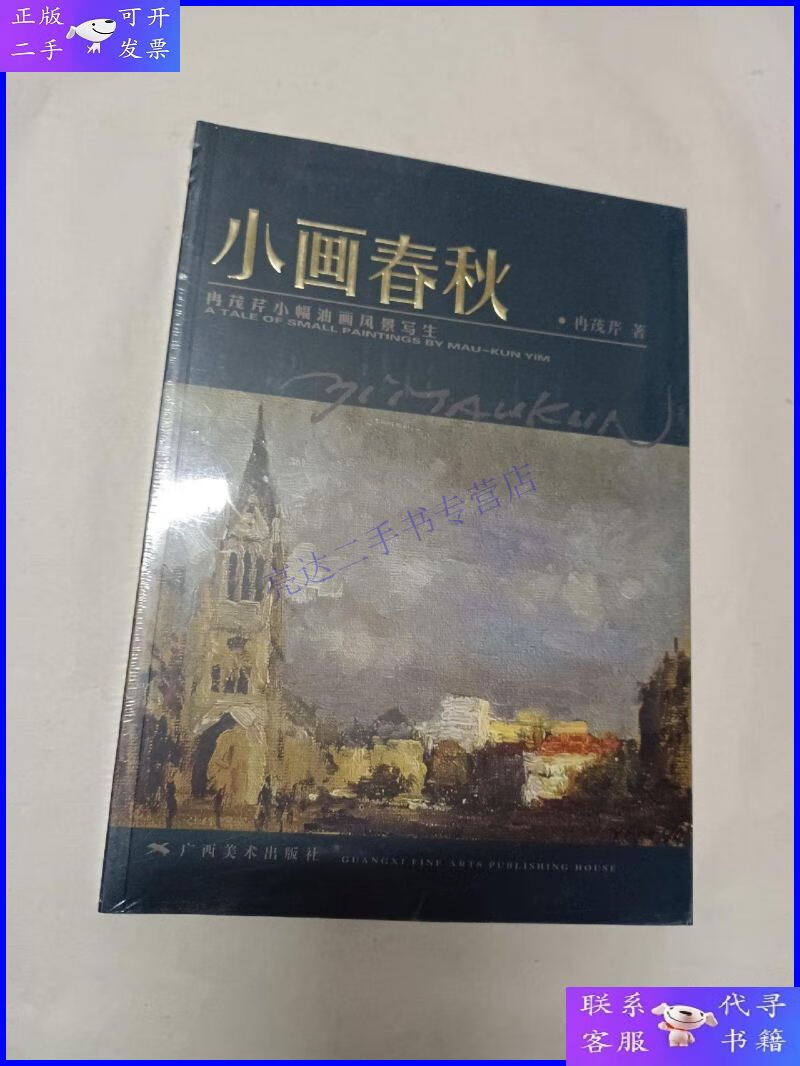 正版 可开
二手 发票
小画春秋
冉茂芹小幅油画风景写生
A TALE OF SMALL PAINTINGS BY MAU-KUN YIM
• 冉茂芹 著
YIMAUKUN
亮达二手书专营店
广西美术出版社 GUANGXI FINE ARTS PUBLISHING HOUSE
联系 代寻
客服 书籍